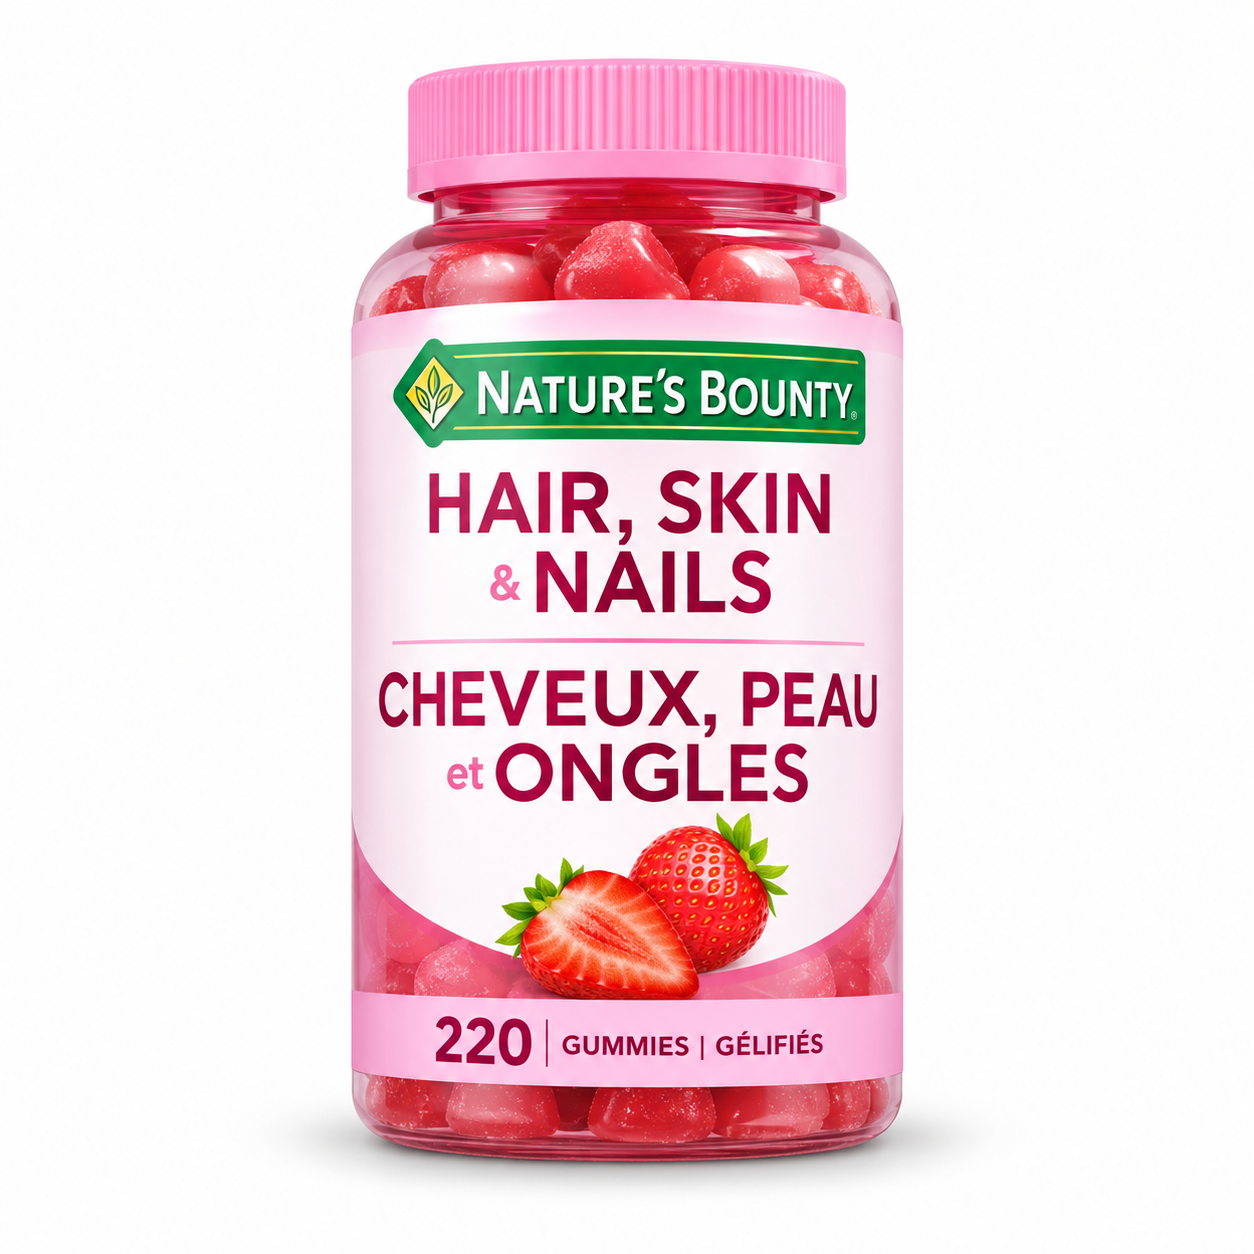 NATURE'S BOUNTY®
HAIR, SKIN
& NAILS
CHEVEUX, PEAU
et ONGLES
220 | GUMMIES | GÉLIFIÉS